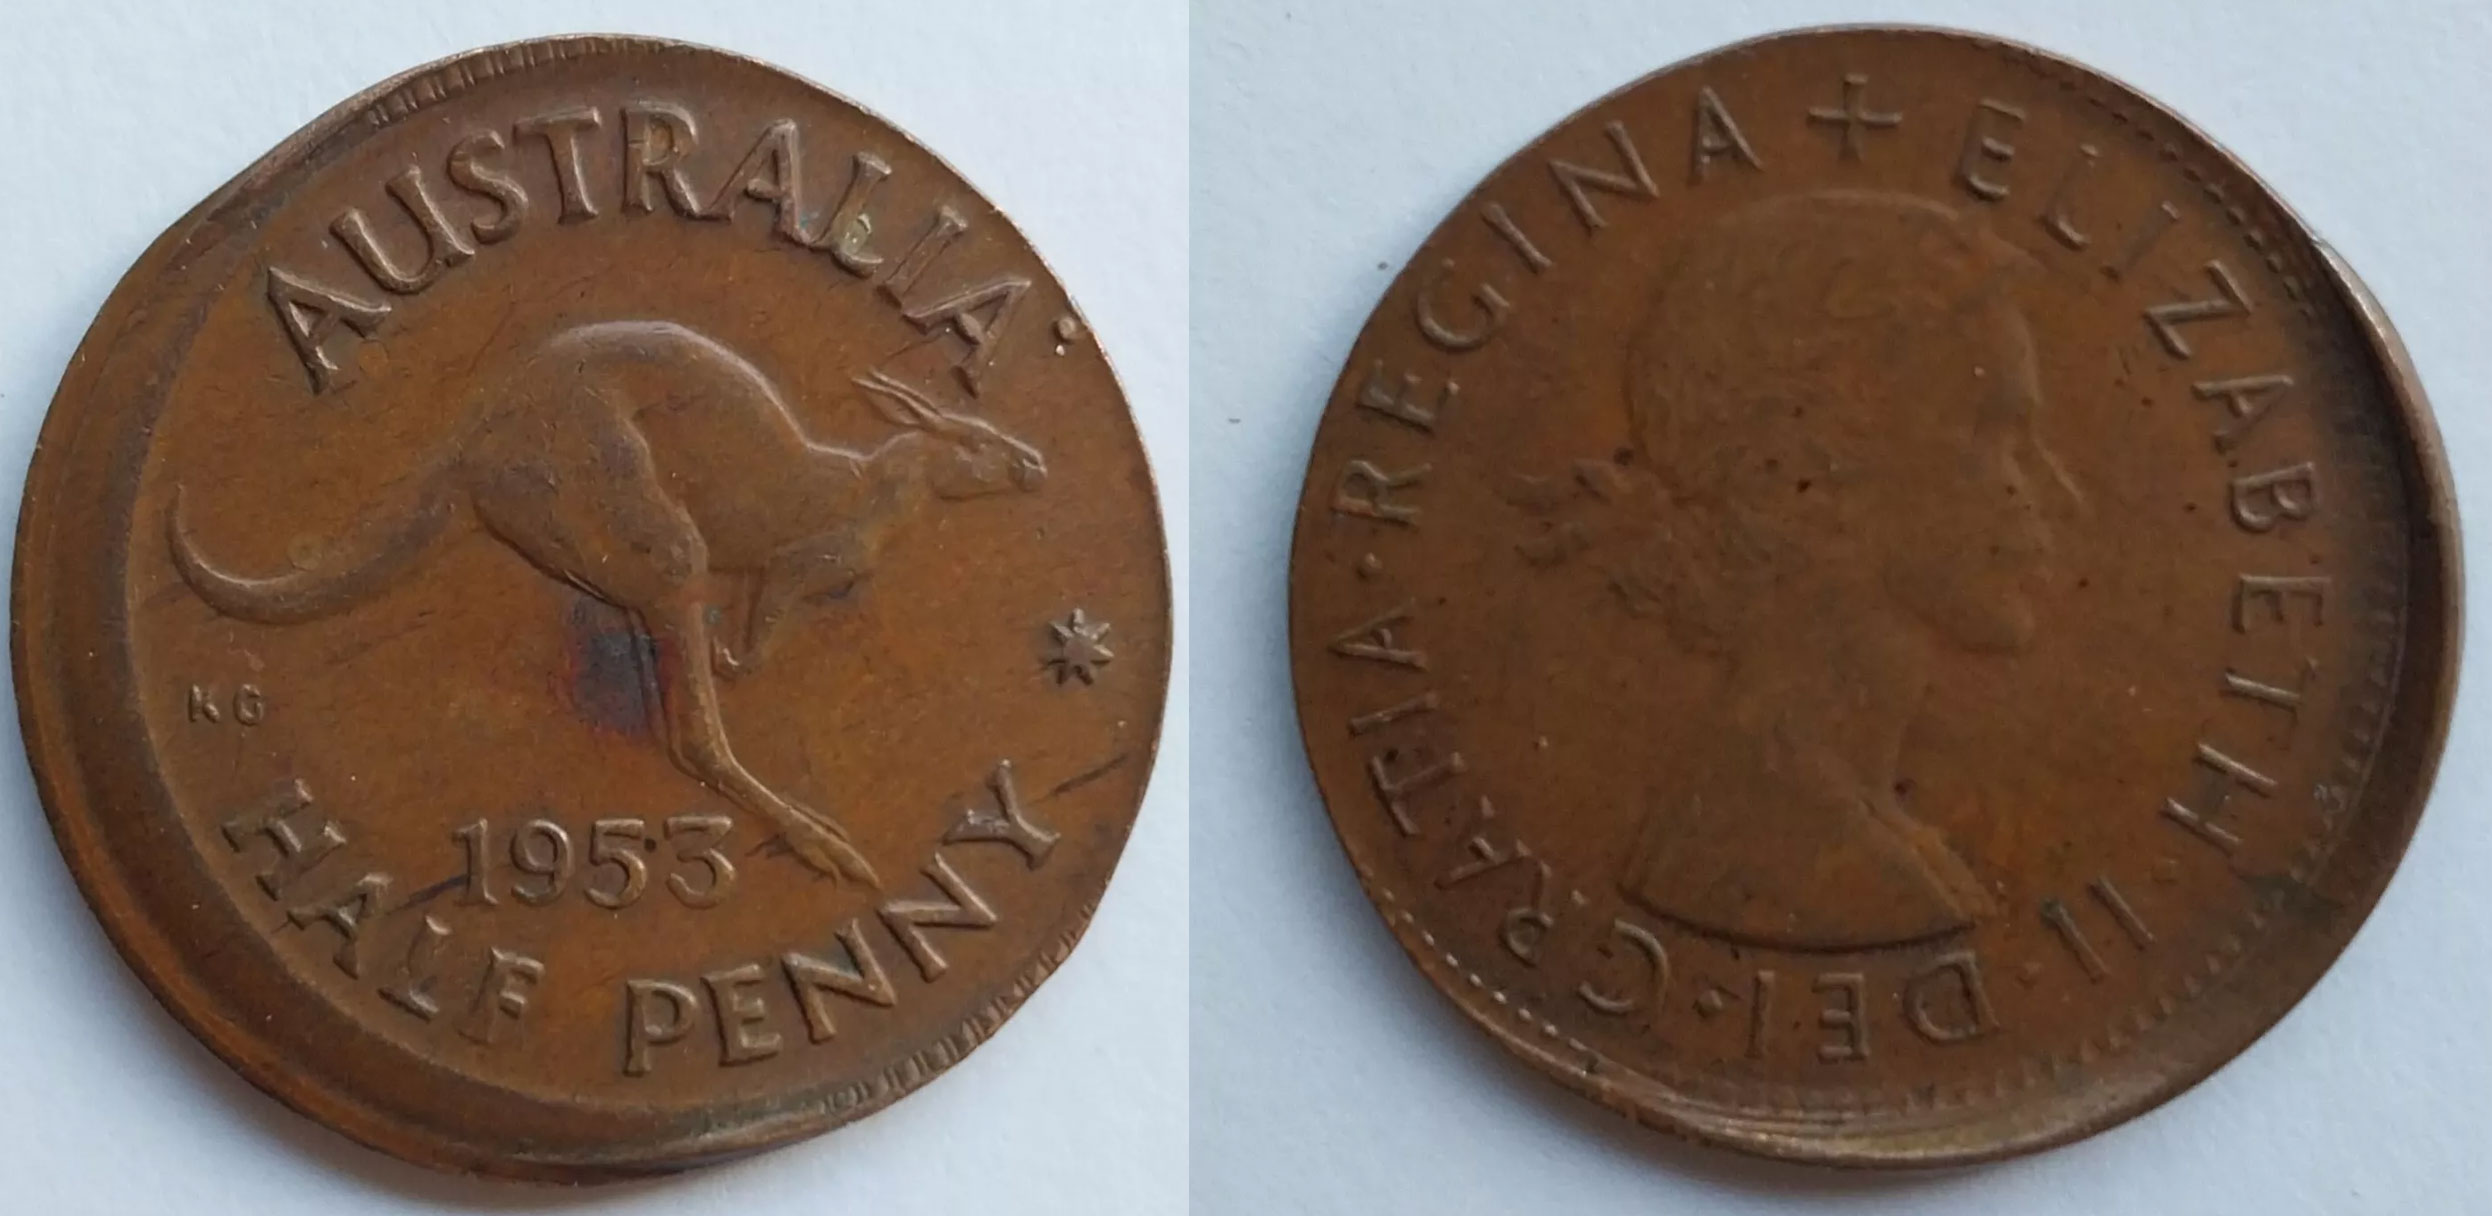 AUSTRALIA·
KG
1953
HALF PENNY
+ ELIZABETH·II·DEI·GRATIA·REGINA